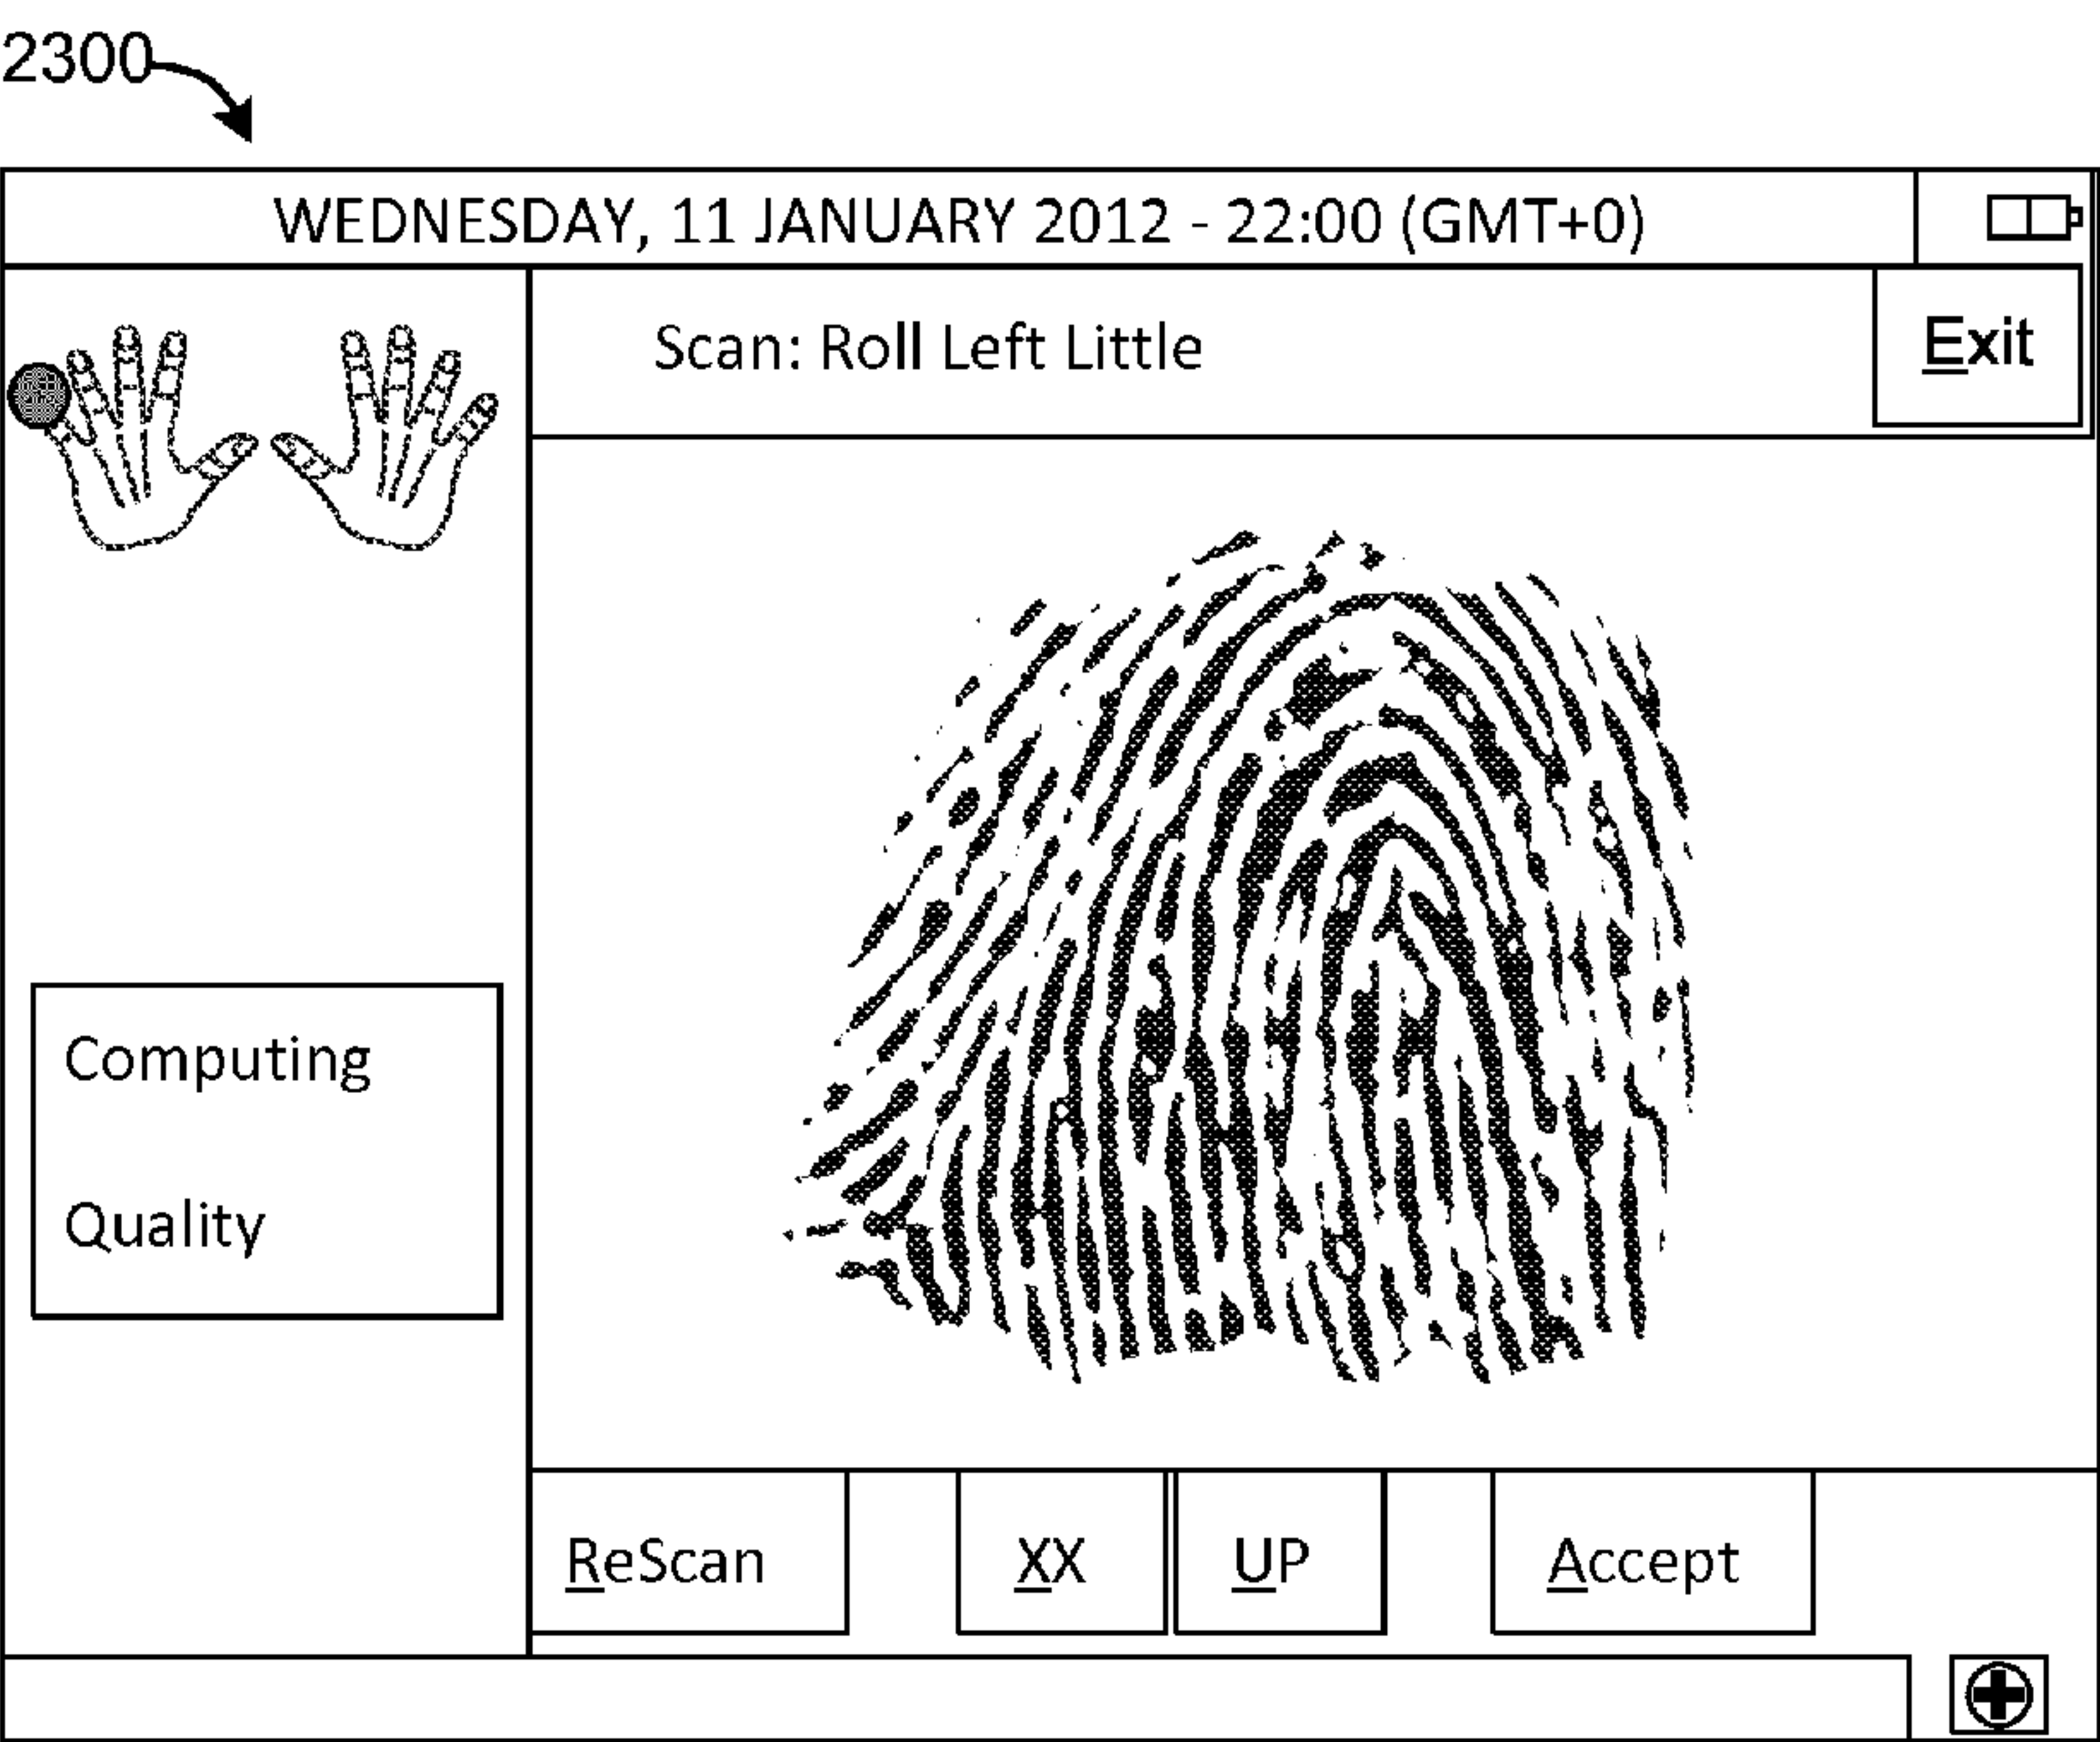 2300
WEDNESDAY, 11 JANUARY 2012 - 22:00 (GMT+0)
Scan: Roll Left Little
Exit
Computing
Quality
ReScan
XX
UP
Accept